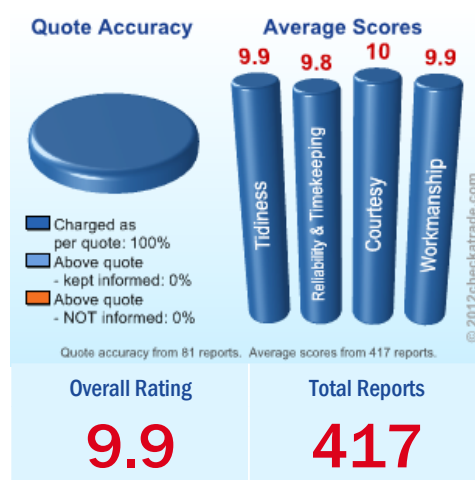 Quote Accuracy
Average Scores
9.9
9.8
10
9.9
Tidiness
Reliability & Timekeeping
Courtesy
Workmanship
Charged as
per quote: 100%
Above quote
- kept informed: 0%
Above quote
- NOT informed: 0%
© 2012checkatrade.com
Quote accuracy from 81 reports. Average scores from 417 reports.
Overall Rating
Total Reports
9.9
417